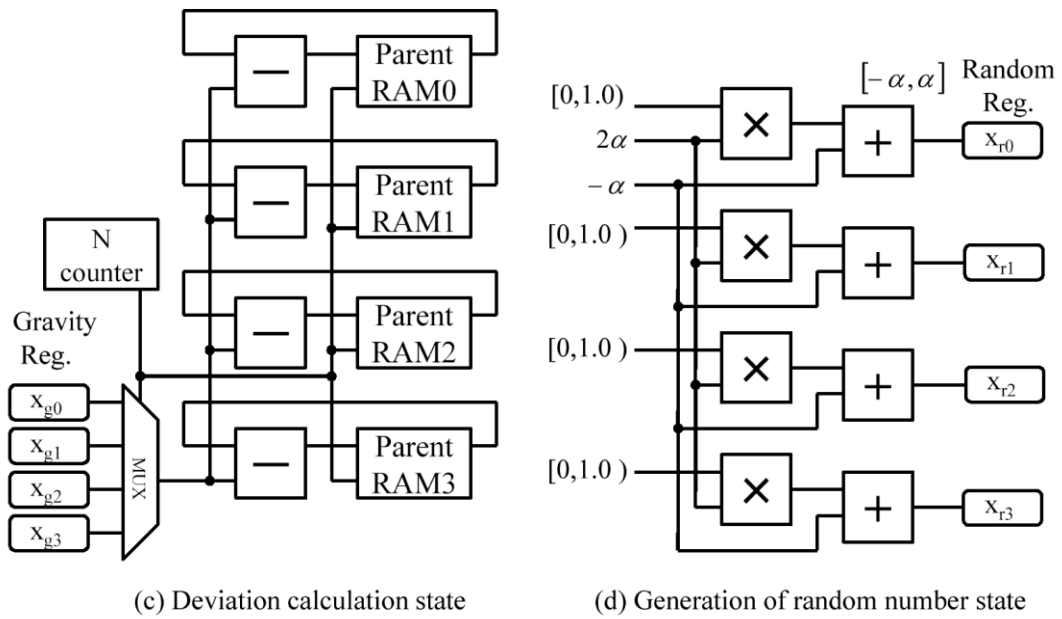 Parent
RAM0
Parent
RAM1
N
counter
Parent
RAM2
Gravity
Reg.
x_g0
x_g1
x_g2
x_g3
MUX
Parent
RAM3
(c) Deviation calculation state
[−α,α]
Random
Reg.
[0,1.0)
2α
−α
x_r0
[0,1.0 )
x_r1
[0,1.0 )
x_r2
[0,1.0 )
x_r3
(d) Generation of random number state